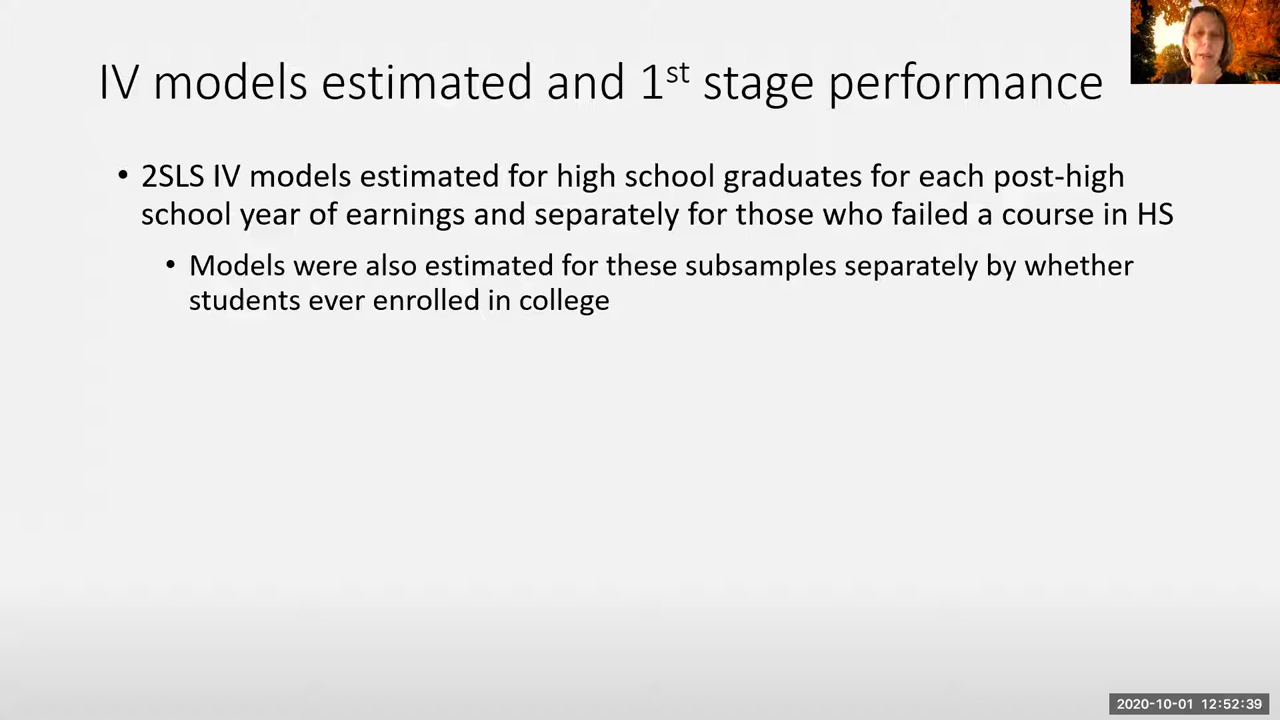 IV models estimated and 1st stage performance
• 2SLS IV models estimated for high school graduates for each post-high
school year of earnings and separately for those who failed a course in HS
• Models were also estimated for these subsamples separately by whether
students ever enrolled in college
2020-10-01 12:52:39